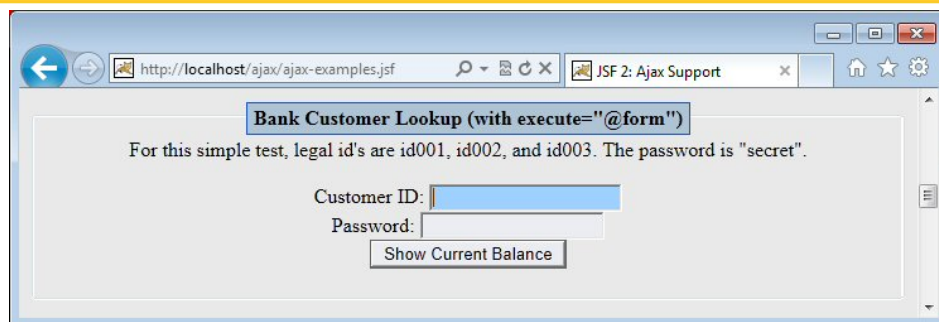 http://localhost/ajax/ajax-examples.jsf
JSF 2: Ajax Support
Bank Customer Lookup (with execute="@form")
For this simple test, legal id's are id001, id002, and id003. The password is "secret".
Customer ID:
Password:
Show Current Balance